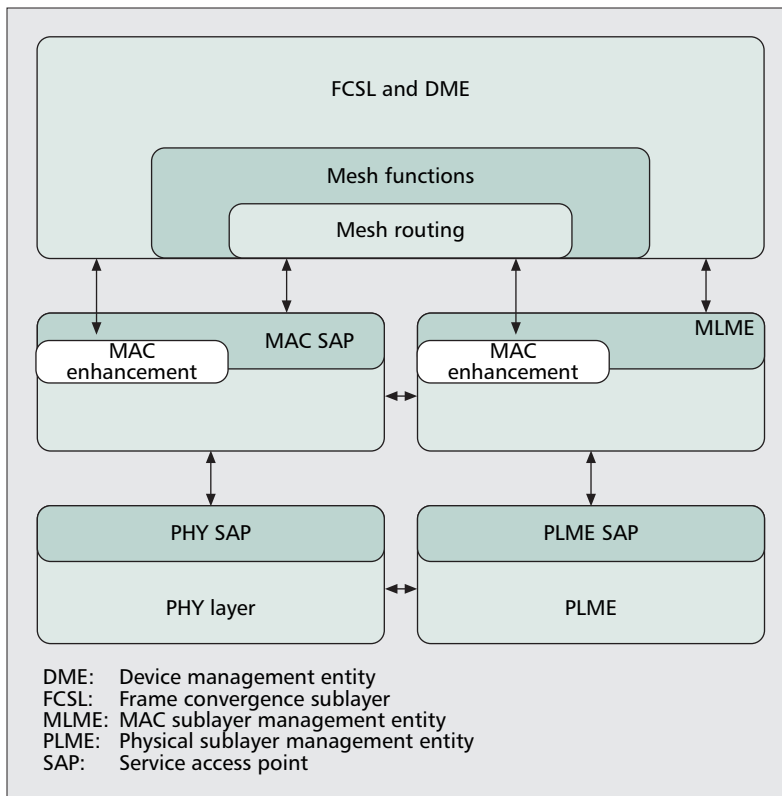 FCSL and DME
Mesh functions
Mesh routing
MAC SAP
MAC
enhancement
MLME
MAC
enhancement
PHY SAP
PLME SAP
PHY layer
PLME
DME: Device management entity
FCSL: Frame convergence sublayer
MLME: MAC sublayer management entity
PLME: Physical sublayer management entity
SAP: Service access point